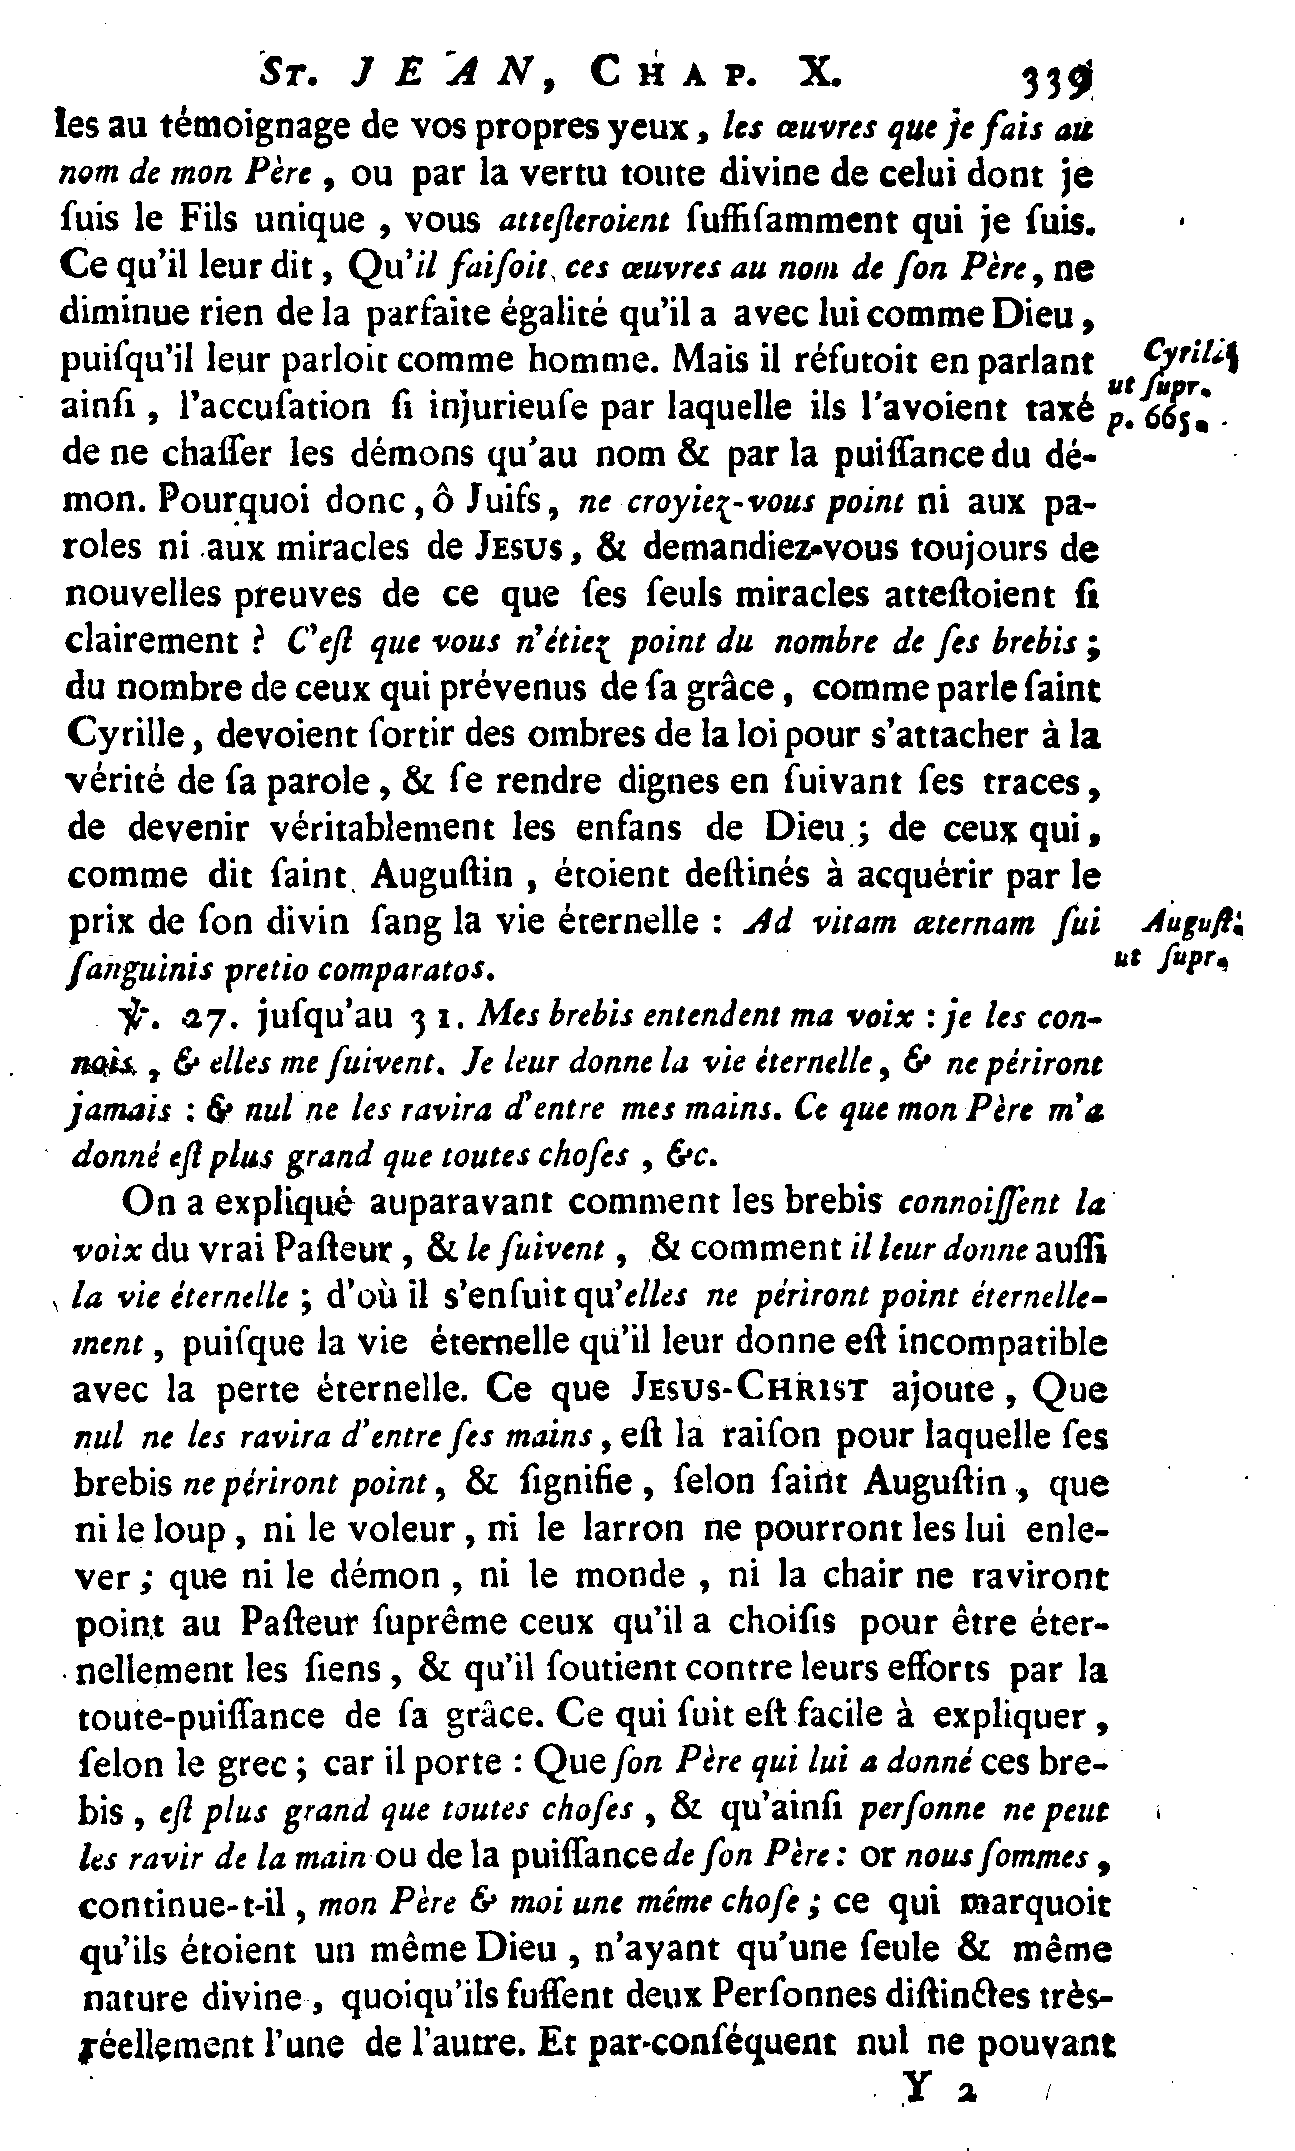 ST. JEAN, CHAP. X. 339
les au témoignage de vos propres yeux, les œuvres que je fais au
nom de mon Père, ou par la vertu toute divine de celui dont je
ſuis le Fils unique, vous atteſteroient ſuffiſamment qui je ſuis.
Ce qu'il leur dit, Qu'il faiſoit ces œuvres au nom de ſon Père, ne
diminue rien de la parfaite égalité qu'il a avec lui comme Dieu,
puiſqu'il leur parloit comme homme. Mais il réfutoit en parlant
ainſi, l'accuſation ſi injurieuſe par laquelle ils l'avoient taxé
de ne chaſſer les démons qu'au nom & par la puiſſance du dé-
mon. Pourquoi donc, ô Juifs, ne croyiez-vous point ni aux pa-
roles ni aux miracles de JESUS, & demandiez-vous toujours de
nouvelles preuves de ce que ſes ſeuls miracles atteſtoient ſi
clairement ? C'eſt que vous n'étiez point du nombre de ſes brebis ;
du nombre de ceux qui prévenus de ſa grâce, comme parle ſaint
Cyrille, devoient ſortir des ombres de la loi pour s'attacher à la
vérité de ſa parole, & ſe rendre dignes en ſuivant ſes traces,
de devenir véritablement les enfans de Dieu ; de ceux qui,
comme dit ſaint Auguſtin, étoient deſtinés à acquérir par le
prix de ſon divin ſang la vie éternelle : Ad vitam æternam ſui
ſanguinis pretio comparatos.
℣. 27. juſqu'au 31. Mes brebis entendent ma voix : je les con-
nois, & elles me ſuivent. Je leur donne la vie éternelle, & ne périront
jamais : & nul ne les ravira d'entre mes mains. Ce que mon Père m'a
donné eſt plus grand que toutes choſes, &c.
On a expliqué auparavant comment les brebis connoiſſent la
voix du vrai Paſteur, & le ſuivent, & comment il leur donne auſſi
la vie éternelle ; d'où il s'enſuit qu'elles ne périront point éternelle-
ment, puiſque la vie éternelle qu'il leur donne eſt incompatible
avec la perte éternelle. Ce que JESUS-CHRIST ajoute, Que
nul ne les ravira d'entre ſes mains, eſt la raiſon pour laquelle ſes
brebis ne périront point, & ſignifie, ſelon ſaint Auguſtin, que
ni le loup, ni le voleur, ni le larron ne pourront les lui enle-
ver ; que ni le démon, ni le monde, ni la chair ne raviront
point au Paſteur ſuprême ceux qu'il a choiſis pour être éter-
nellement les ſiens, & qu'il ſoutient contre leurs efforts par la
toute-puiſſance de ſa grâce. Ce qui ſuit eſt facile à expliquer,
ſelon le grec ; car il porte : Que ſon Père qui lui a donné ces bre-
bis, eſt plus grand que toutes choſes, & qu'ainſi perſonne ne peut
les ravir de la main ou de la puiſſance de ſon Père : or nous ſommes,
continue-t-il, mon Père & moi une même choſe ; ce qui marquoit
qu'ils étoient un même Dieu, n'ayant qu'une ſeule & même
nature divine, quoiqu'ils fuſſent deux Perſonnes diſtinctes très-
réellement l'une de l'autre. Et par-conſéquent nul ne pouvant
Y 2
Cyrill.
ut ſupr.
p. 665.
Auguſt.
ut ſupr.